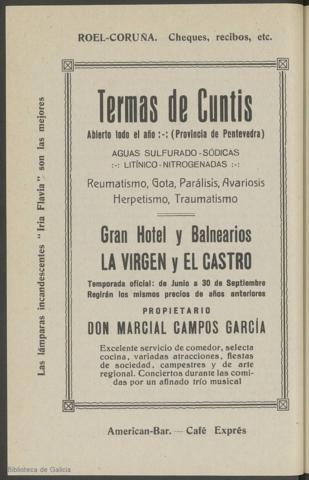 ROEL-CORUÑA. Cheques, recibos, etc.
Las lámparas incandescentes "Iria Flavia" son las mejores
Termas de Cuntis
Abierto todo el año :-: (Provincia de Pontevedra)
AGUAS SULFURADO-SÓDICAS
:-: LITÍNICO-NITROGENADAS :-:
Reumatismo, Gota, Parálisis, Avariosis
Herpetismo, Traumatismo
Gran Hotel y Balnearios
LA VIRGEN y EL CASTRO
Temporada oficial: de Junio a 30 de Septiembre
Regirán los mismos precios de años anteriores
PROPIETARIO
DON MARCIAL CAMPOS GARCÍA
Excelente servicio de comedor, selecta
cocina, variadas atracciones, fiestas
de sociedad, campestres y de arte
regional. Conciertos durante las comi-
das por un afinado trío musical
American-Bar. — Café Exprés
Biblioteca de Galicia